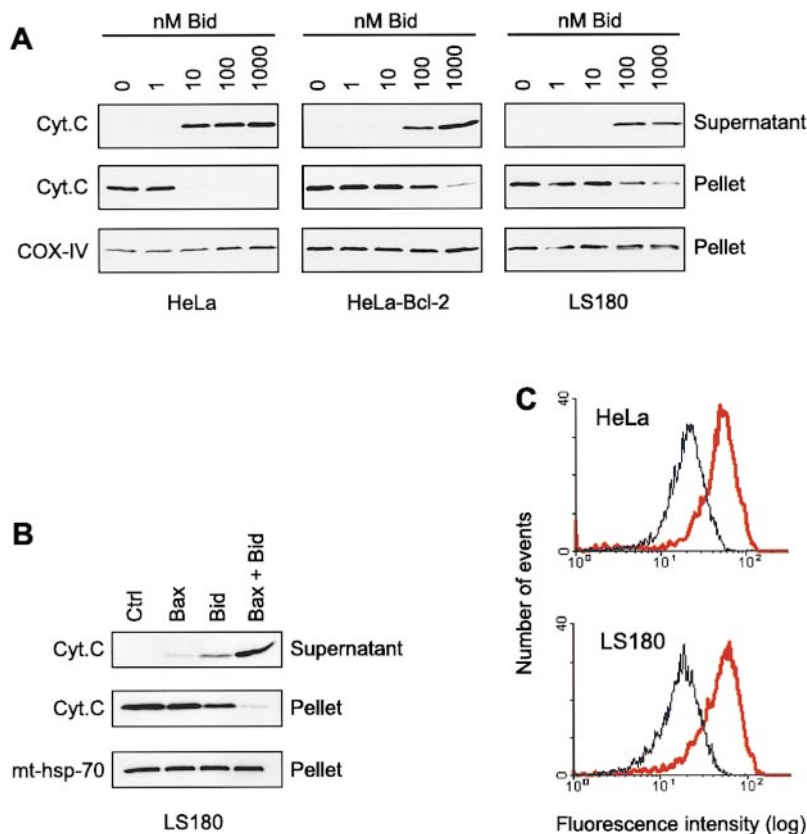 A
nM Bid
nM Bid
nM Bid
0 1 10 100 1000
0 1 10 100 1000
0 1 10 100 1000
Cyt.C
Supernatant
Cyt.C
Pellet
COX-IV
Pellet
HeLa
HeLa-Bcl-2
LS180
B
Ctrl
Bax
Bid
Bax + Bid
Cyt.C
Supernatant
Cyt.C
Pellet
mt-hsp-70
Pellet
LS180
C
HeLa
40
0
10⁰ 10¹ 10²
LS180
40
0
10⁰ 10¹ 10²
Number of events
Fluorescence intensity (log)